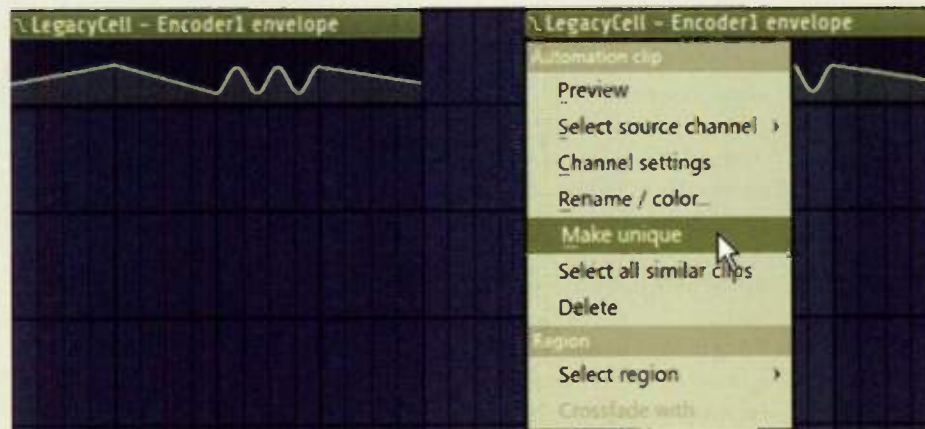 LegacyCell - Encoder1 envelope
LegacyCell - Encoder1 envelope
Automation clip
Preview
Select source channel
Channel settings
Rename / color...
Make unique
Select all similar clips
Delete
Region
Select region
Crossfade with...